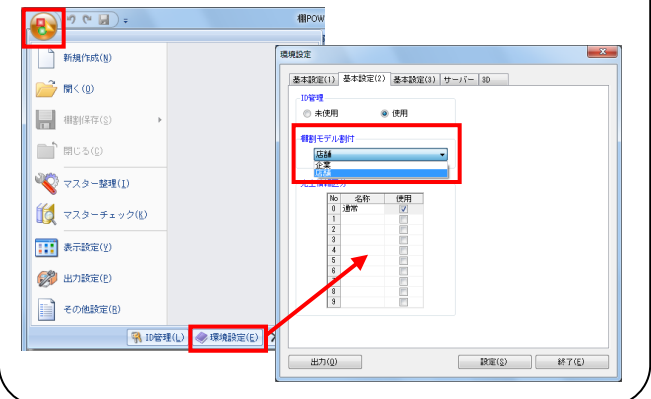 棚POW
新規作成(N)
開く(O)
棚割保存(S)
閉じる(C)
マスター整理(I)
マスターチェック(K)
表示設定(Y)
出力設定(P)
その他設定(R)
ID管理(L)
環境設定(E)
環境設定
基本設定(1) 基本設定(2) 基本設定(3) サーバー 3D
ID管理
未使用 使用
棚割モデル割付
店舗
企業
店舗
No 名称 使用
0 通常
1
2
3
4
5
6
7
8
9
出力(O) 設定(S) 終了(E)